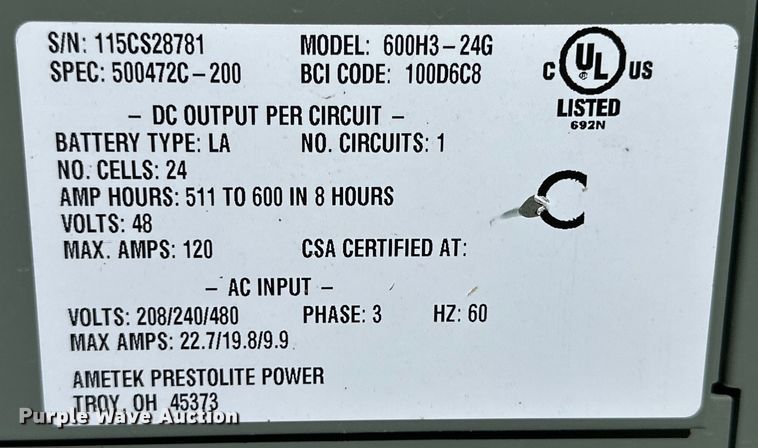 S/N: 115CS28781 MODEL: 600H3-24G
SPEC: 500472C-200 BCI CODE: 100D6C8
C UL US
LISTED
692N
- DC OUTPUT PER CIRCUIT -
BATTERY TYPE: LA NO. CIRCUITS: 1
NO. CELLS: 24
AMP HOURS: 511 TO 600 IN 8 HOURS
VOLTS: 48
MAX. AMPS: 120 CSA CERTIFIED AT:
- AC INPUT -
VOLTS: 208/240/480 PHASE: 3 HZ: 60
MAX AMPS: 22.7/19.8/9.9
AMETEK PRESTOLITE POWER
TROY, OH 45373
Purple Wave Auction